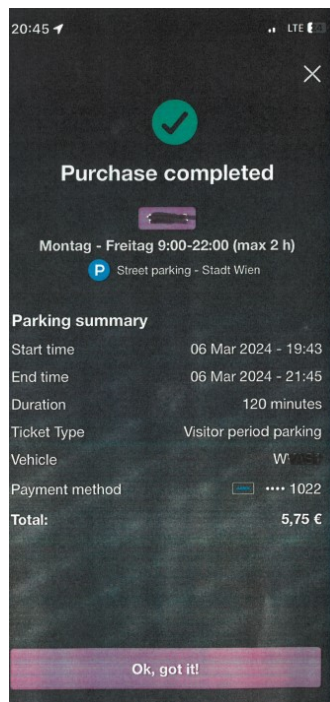 20:45 LTE
Purchase completed
Montag - Freitag 9:00-22:00 (max 2 h)
P Street parking - Stadt Wien
Parking summary
Start time 06 Mar 2024 - 19:43
End time 06 Mar 2024 - 21:45
Duration 120 minutes
Ticket Type Visitor period parking
Vehicle W
Payment method •••• 1022
Total: 5,75 €
Ok, got it!